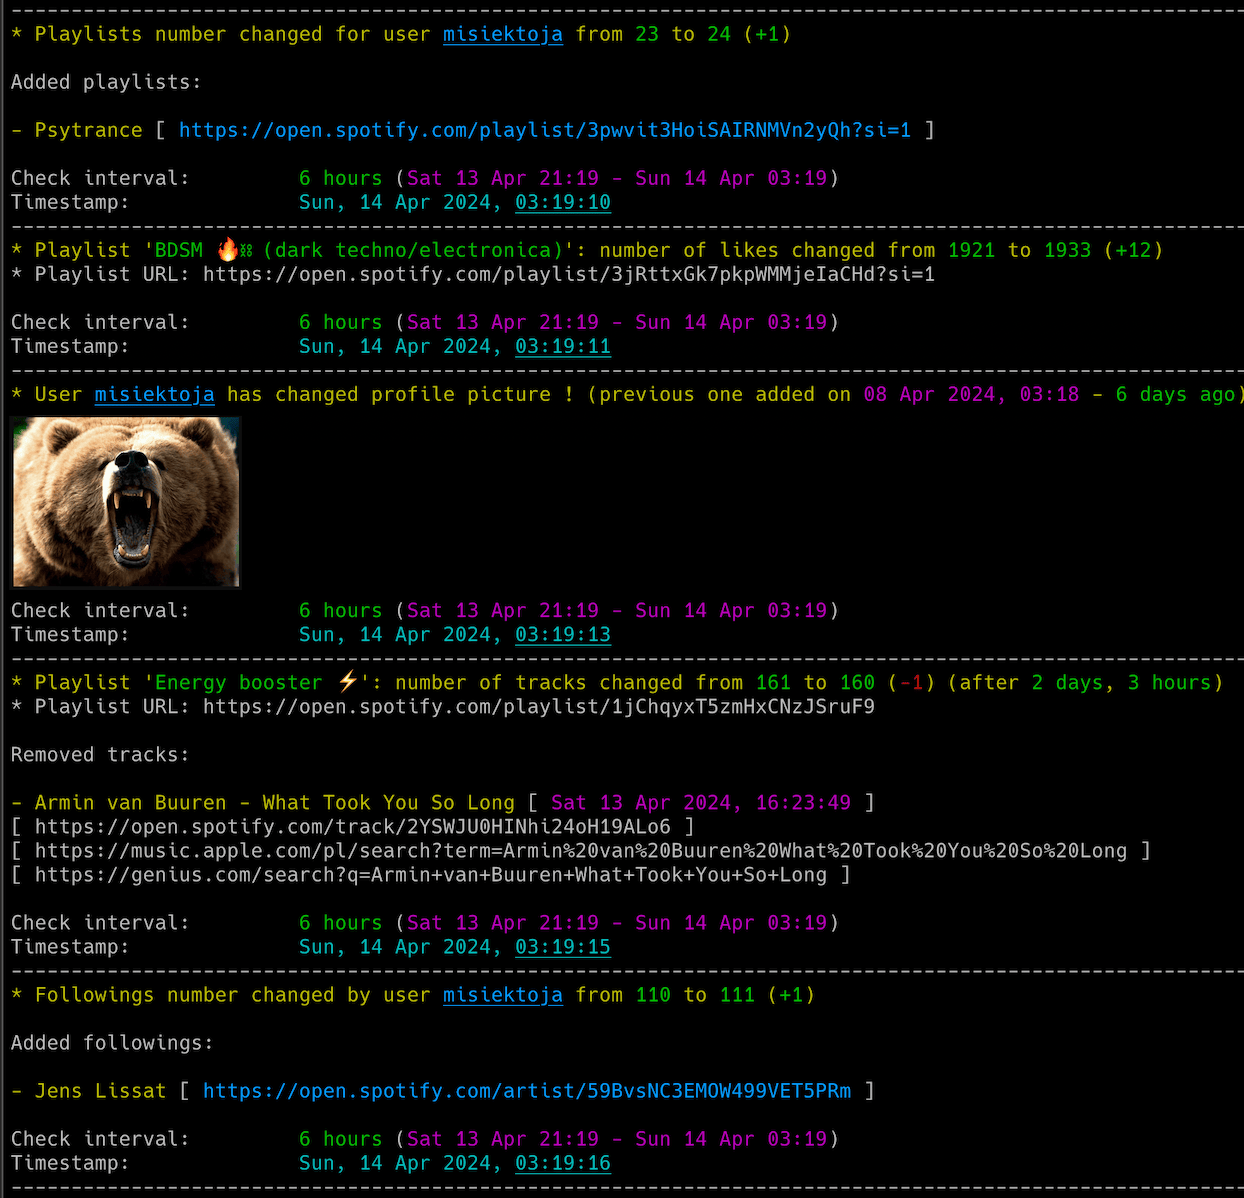 * Playlists number changed for user misiektoja from 23 to 24 (+1)
Added playlists:
- Psytrance [ https://open.spotify.com/playlist/3pwvit3HoiSAIRNMVn2yQh?si=1 ]
Check interval: 6 hours (Sat 13 Apr 21:19 - Sun 14 Apr 03:19)
Timestamp: Sun, 14 Apr 2024, 03:19:10
* Playlist 'BDSM 🔥⛓ (dark techno/electronica)': number of likes changed from 1921 to 1933 (+12)
* Playlist URL: https://open.spotify.com/playlist/3jRttxGk7pkpWMMjeIaCHd?si=1
Check interval: 6 hours (Sat 13 Apr 21:19 - Sun 14 Apr 03:19)
Timestamp: Sun, 14 Apr 2024, 03:19:11
* User misiektoja has changed profile picture ! (previous one added on 08 Apr 2024, 03:18 - 6 days ago)
Check interval: 6 hours (Sat 13 Apr 21:19 - Sun 14 Apr 03:19)
Timestamp: Sun, 14 Apr 2024, 03:19:13
* Playlist 'Energy booster ⚡': number of tracks changed from 161 to 160 (-1) (after 2 days, 3 hours)
* Playlist URL: https://open.spotify.com/playlist/1jChqyxT5zmHxCNzJSruF9
Removed tracks:
- Armin van Buuren - What Took You So Long [ Sat 13 Apr 2024, 16:23:49 ]
[ https://open.spotify.com/track/2YSWJU0HINhi24oH19ALo6 ]
[ https://music.apple.com/pl/search?term=Armin%20van%20Buuren%20What%20Took%20You%20So%20Long ]
[ https://genius.com/search?q=Armin+van+Buuren+What+Took+You+So+Long ]
Check interval: 6 hours (Sat 13 Apr 21:19 - Sun 14 Apr 03:19)
Timestamp: Sun, 14 Apr 2024, 03:19:15
* Followings number changed by user misiektoja from 110 to 111 (+1)
Added followings:
- Jens Lissat [ https://open.spotify.com/artist/59BvsNC3EMOW499VET5PRm ]
Check interval: 6 hours (Sat 13 Apr 21:19 - Sun 14 Apr 03:19)
Timestamp: Sun, 14 Apr 2024, 03:19:16